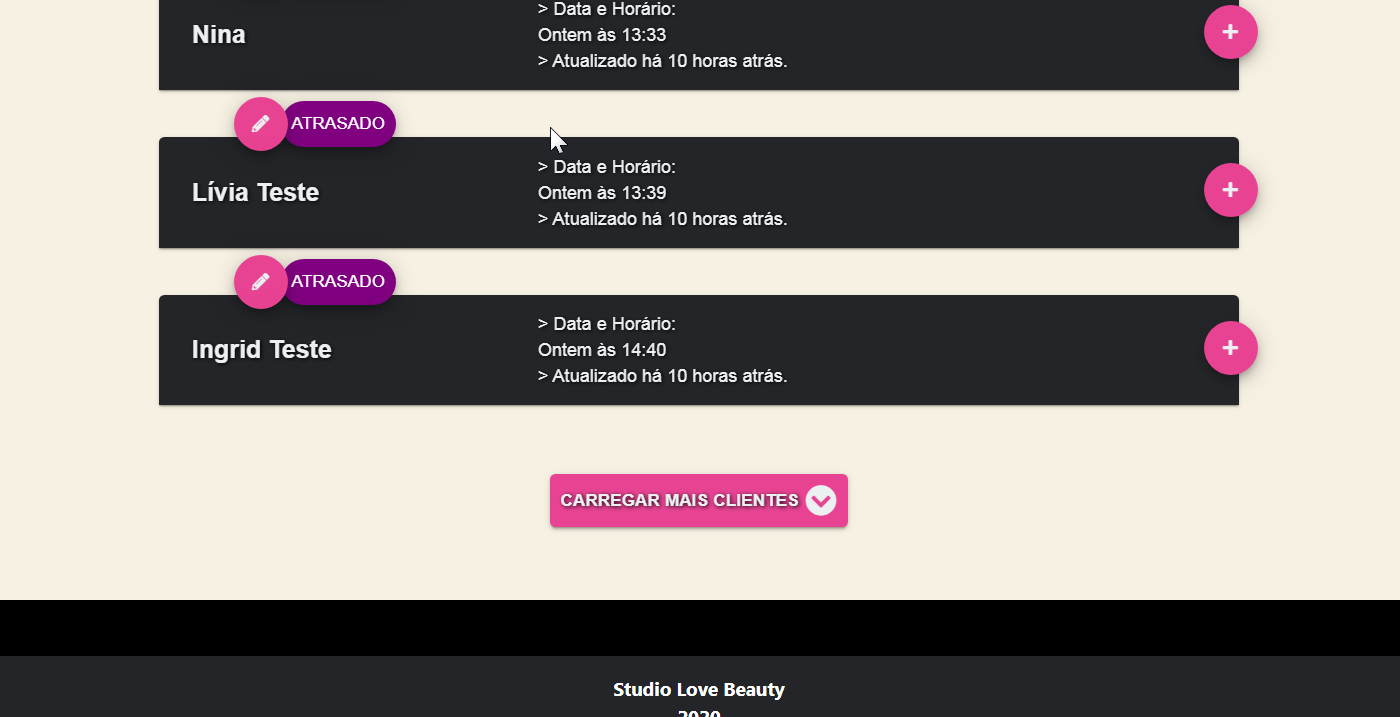 > Data e Horário:
Nina
Ontem às 13:33
> Atualizado há 10 horas atrás.
ATRASADO
> Data e Horário:
Lívia Teste
Ontem às 13:39
> Atualizado há 10 horas atrás.
ATRASADO
> Data e Horário:
Ingrid Teste
Ontem às 14:40
> Atualizado há 10 horas atrás.
CARREGAR MAIS CLIENTES
Studio Love Beauty
2020